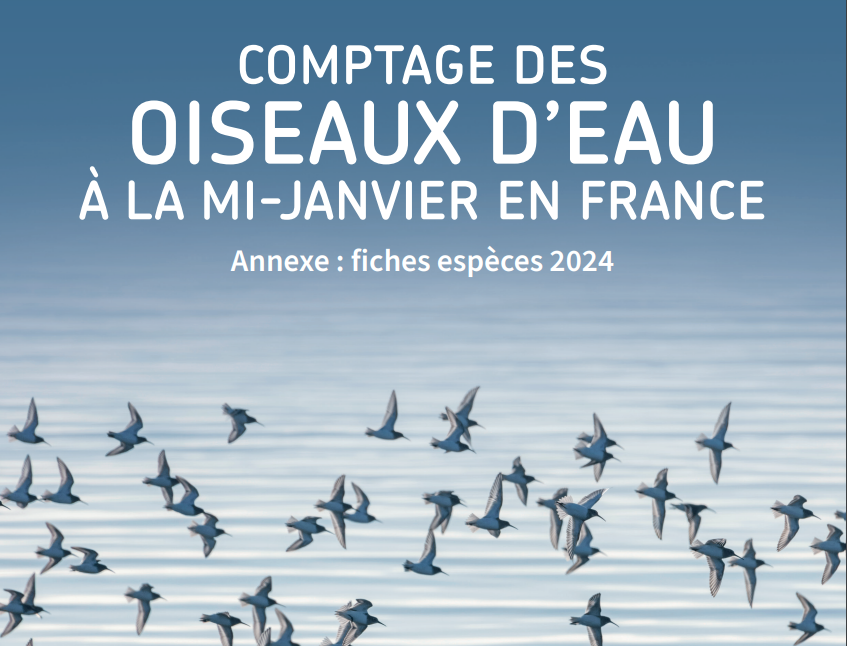 COMPTAGE DES
OISEAUX D’EAU
À LA MI-JANVIER EN FRANCE
Annexe : fiches espèces 2024